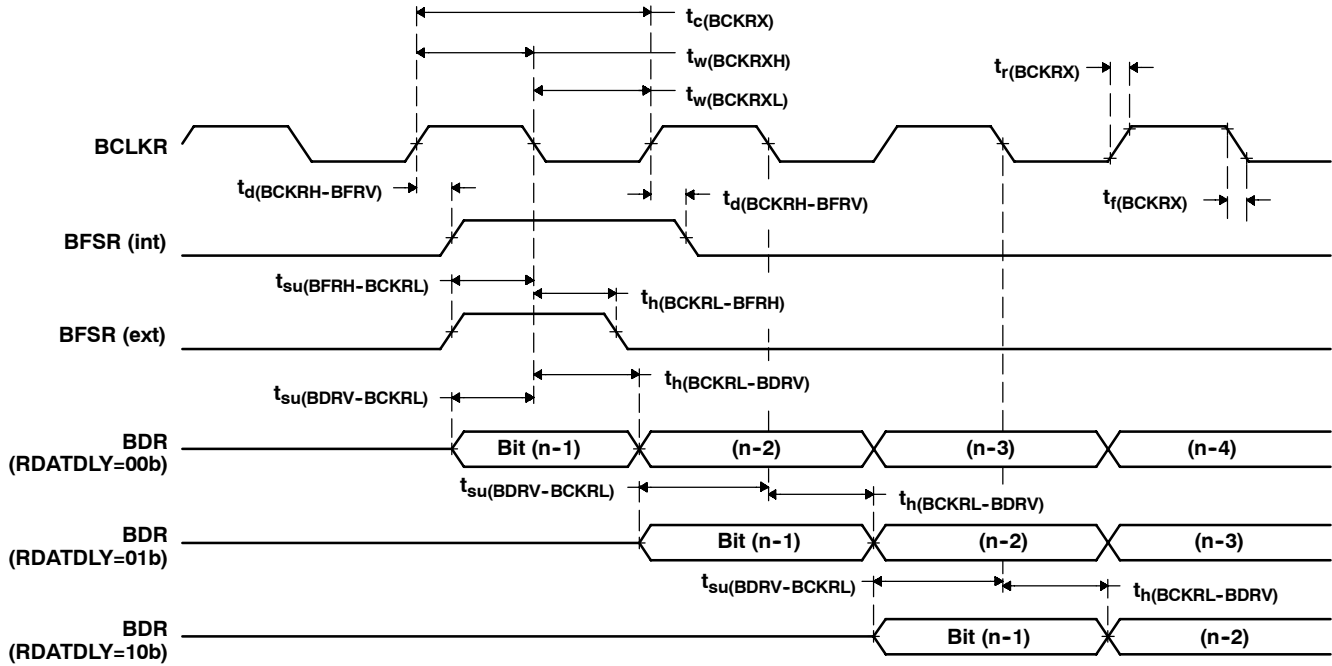 tc(BCKRX)
tw(BCKRXH)
tr(BCKRX)
tw(BCKRXL)
BCLKR
td(BCKRH-BFRV)
td(BCKRH-BFRV)
tf(BCKRX)
BFSR (int)
tsu(BFRH-BCKRL)
th(BCKRL-BFRH)
BFSR (ext)
th(BCKRL-BDRV)
tsu(BDRV-BCKRL)
BDR
(RDATDLY=00b)
Bit (n-1)
(n-2)
(n-3)
(n-4)
tsu(BDRV-BCKRL)
th(BCKRL-BDRV)
BDR
(RDATDLY=01b)
Bit (n-1)
(n-2)
(n-3)
tsu(BDRV-BCKRL)
th(BCKRL-BDRV)
BDR
(RDATDLY=10b)
Bit (n-1)
(n-2)